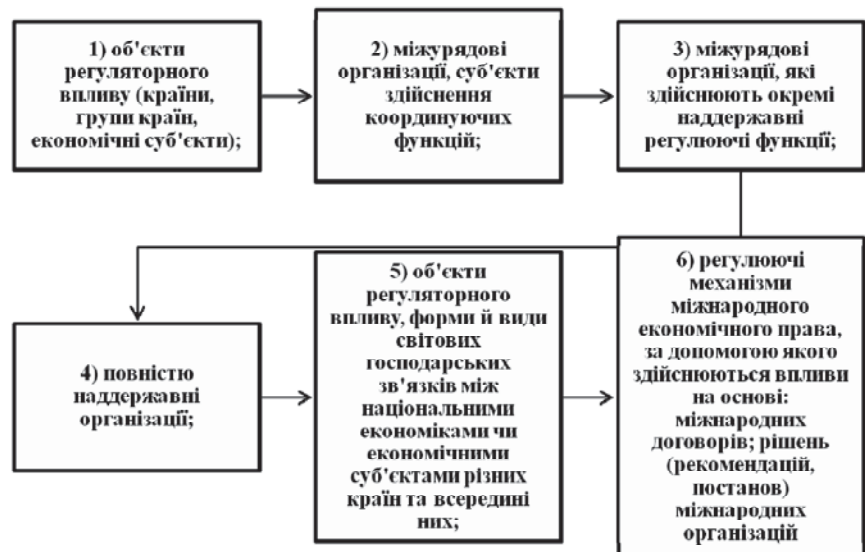 1) об'єкти
регуляторного
впливу (країни,
групи країн,
економічні суб'єкти);
2) міжурядові
організації, суб'єкти
здійснення
координуючих
функцій;
3) міжурядові
організації, які
здійснюють окремі
наддержавні
регулюючі функції;
4) повністю
наддержавні
організації;
5) об'єкти
регуляторного
впливу, форми й види
світових
господарських
зв'язків між
національними
економіками чи
економічними
суб'єктами різних
країн та всередині
них;
6) регулюючі
механізми
міжнародного
економічного права,
за допомогою якого
здійснюються впливи
на основі:
міжнародних
договорів; рішень
(рекомендацій,
постанов)
міжнародних
організацій